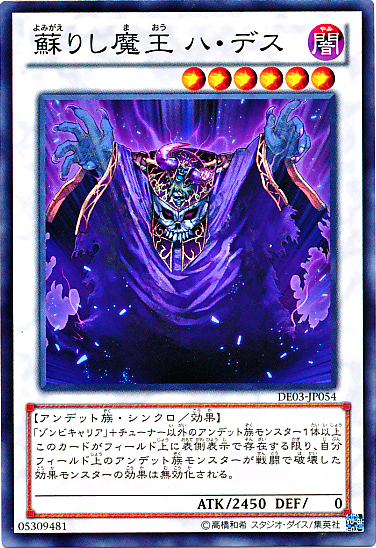 蘇りし魔王 ハ・デス
闇
DE03-JP054
【アンデット族・シンクロ/効果】
「ゾンビキャリア」+チューナー以外のアンデット族モンスター1体以上
このカードがフィールド上に表側表示で存在する限り、自分
フィールド上のアンデット族モンスターが戦闘で破壊した
効果モンスターの効果は無効化される。
ATK/2450 DEF/ 0
05309481
©高橋和希 スタジオ・ダイス/集英社